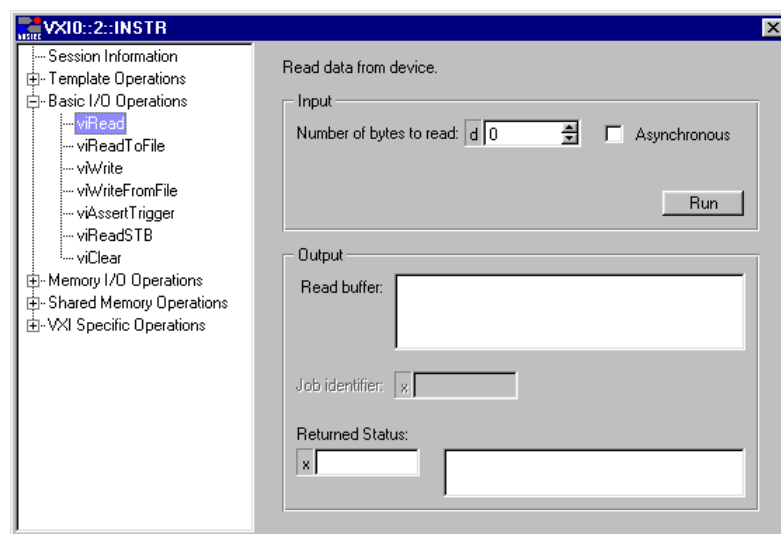 VXI0::2::INSTR
BUSTEC
Session Information
Template Operations
Basic I/O Operations
viRead
viReadToFile
viWrite
viWriteFromFile
viAssertTrigger
viReadSTB
viClear
Memory I/O Operations
Shared Memory Operations
VXI Specific Operations
Read data from device.
Input
Number of bytes to read: d 0 Asynchronous
Run
Output
Read buffer:
Job identifier: x
Returned Status:
x